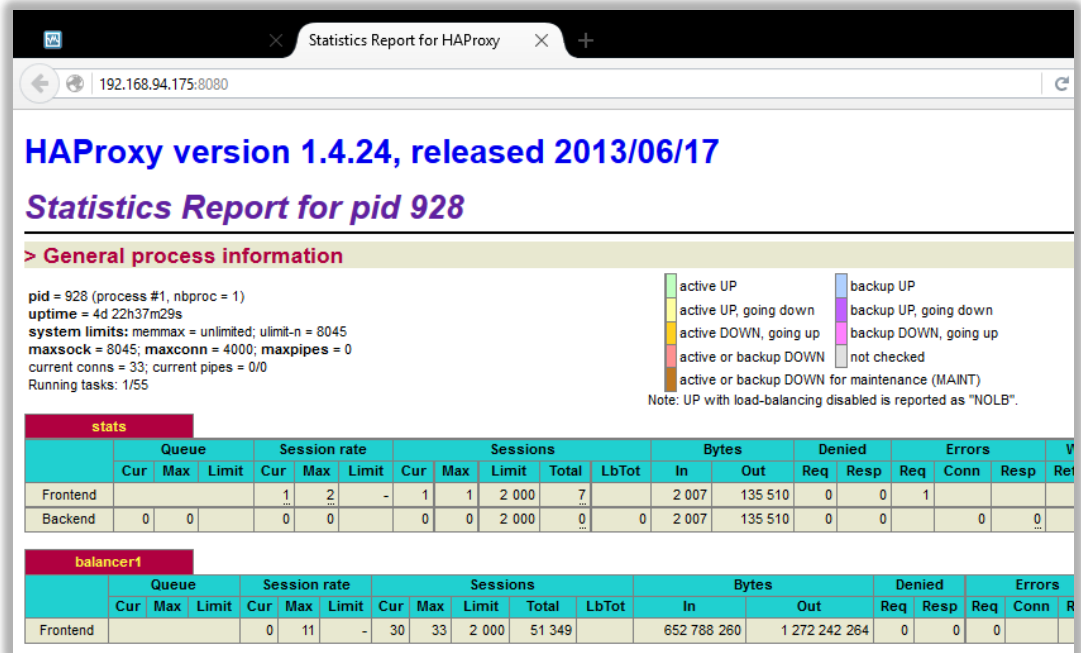 Statistics Report for HAProxy
192.168.94.175:8080
HAProxy version 1.4.24, released 2013/06/17
Statistics Report for pid 928
> General process information
pid = 928 (process #1, nbproc = 1)
uptime = 4d 22h37m29s
system limits: memmax = unlimited; ulimit-n = 8045
maxsock = 8045; maxconn = 4000; maxpipes = 0
current conns = 33; current pipes = 0/0
Running tasks: 1/55
active UP backup UP
active UP, going down backup UP, going down
active DOWN, going up backup DOWN, going up
active or backup DOWN not checked
active or backup DOWN for maintenance (MAINT)
Note: UP with load-balancing disabled is reported as "NOLB".
stats
Queue Session rate Sessions Bytes Denied Errors
Cur Max Limit Cur Max Limit Cur Max Limit Total LbTot In Out Req Resp Req Conn Resp
Frontend 1 2 - 1 1 2 000 7 2 007 135 510 0 0 1
Backend 0 0 0 0 0 0 2 000 0 0 2 007 135 510 0 0 0 0
balancer1
Queue Session rate Sessions Bytes Denied Errors
Cur Max Limit Cur Max Limit Cur Max Limit Total LbTot In Out Req Resp Req Conn
Frontend 0 11 - 30 33 2 000 51 349 652 788 260 1 272 242 264 0 0 0